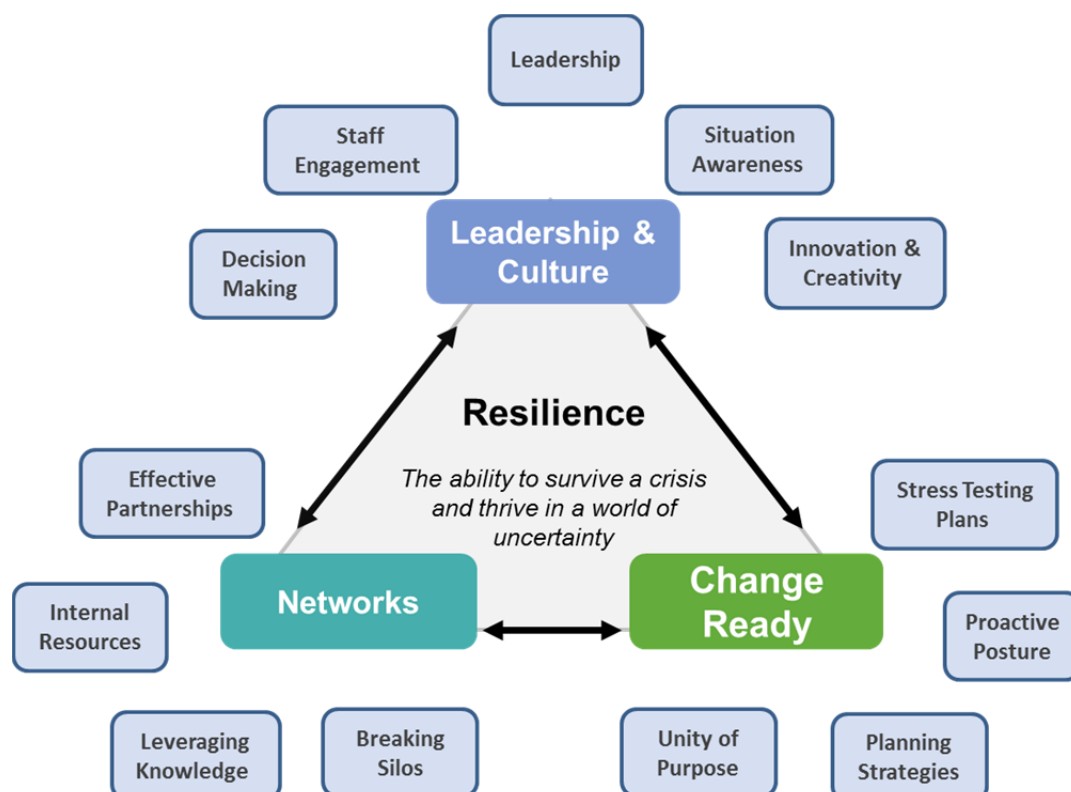 Leadership
Staff
Engagement
Situation
Awareness
Leadership &
Culture
Decision
Making
Innovation &
Creativity
Resilience
The ability to survive a crisis
and thrive in a world of
uncertainty
Effective
Partnerships
Stress Testing
Plans
Networks
Change
Ready
Internal
Resources
Proactive
Posture
Leveraging
Knowledge
Breaking
Silos
Unity of
Purpose
Planning
Strategies